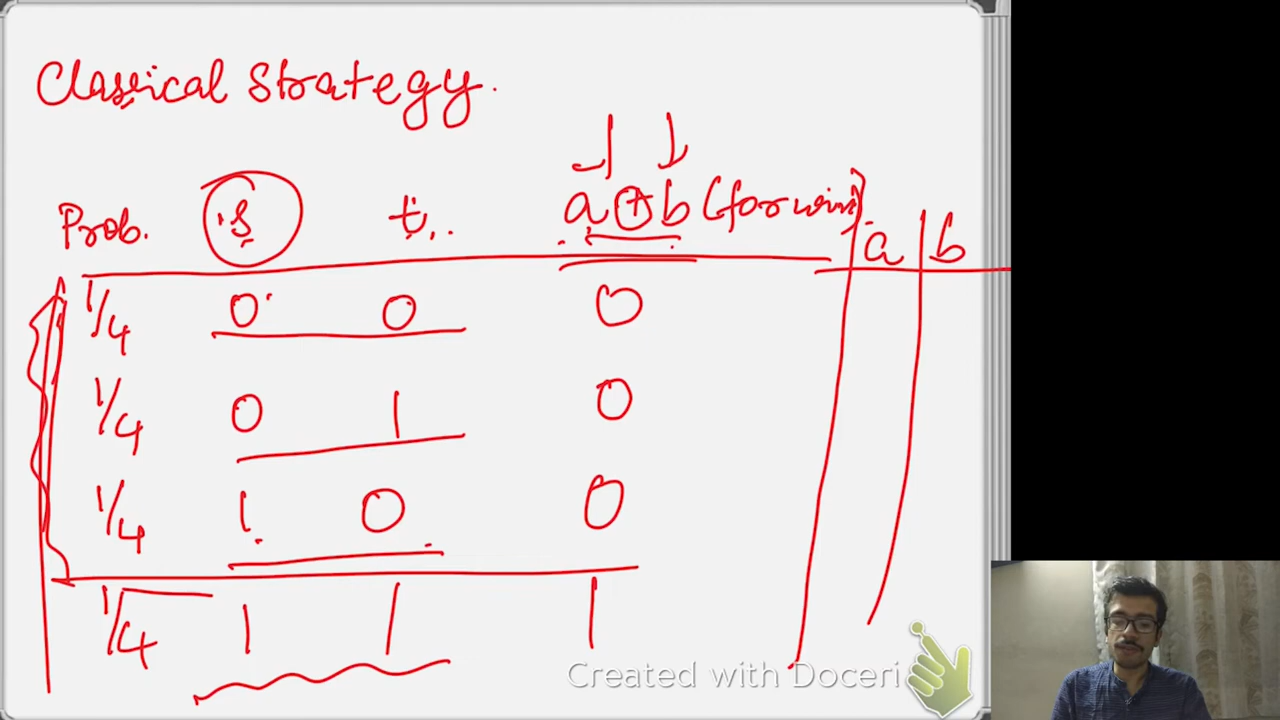 Classical Strategy.
Prob. s t a ⊕ b (for win) a b
1/4 0 0 0
1/4 0 1 0
1/4 1 0 0
1/4 1 1 1
Created with Doceri